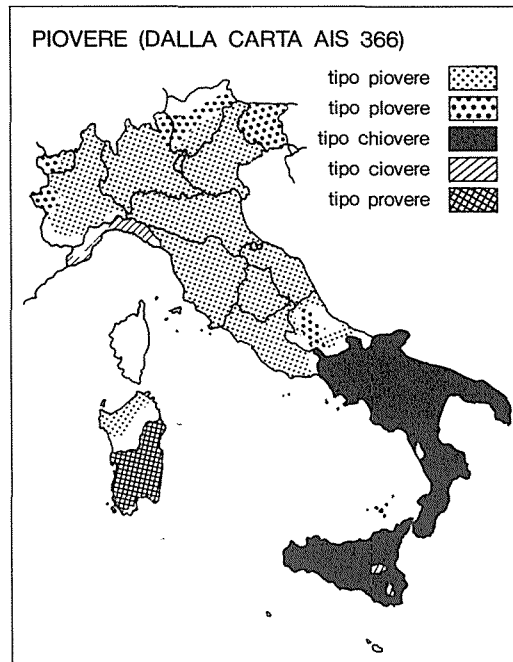 PIOVERE (DALLA CARTA AIS 366)
tipo piovere
tipo plovere
tipo chiovere
tipo ciovere
tipo provere